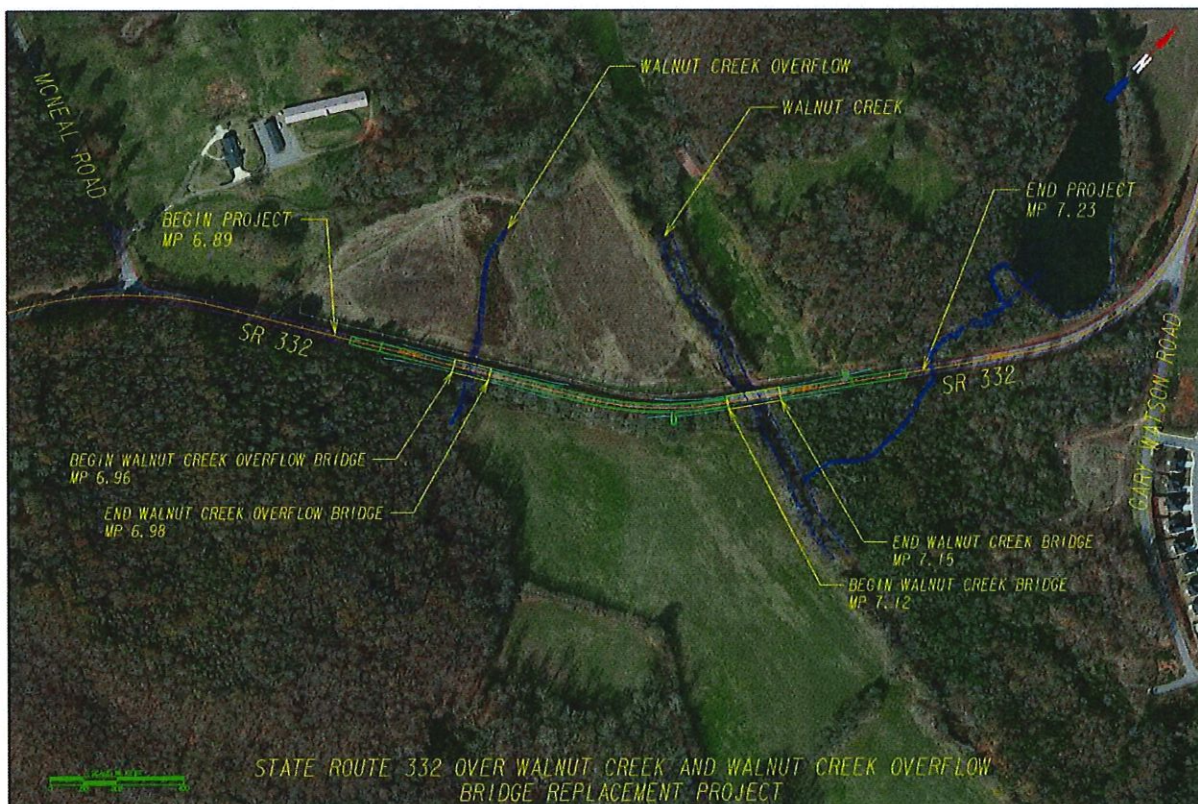 MCNEAL ROAD
WALNUT CREEK OVERFLOW
WALNUT CREEK
N
BEGIN PROJECT
MP 6.89
END PROJECT
MP 7.23
SR 332
SR 332
GARY WATSON ROAD
BEGIN WALNUT CREEK OVERFLOW BRIDGE
MP 6.96
END WALNUT CREEK OVERFLOW BRIDGE
MP 6.98
END WALNUT CREEK BRIDGE
MP 7.15
BEGIN WALNUT CREEK BRIDGE
MP 7.12
STATE ROUTE 332 OVER WALNUT CREEK AND WALNUT CREEK OVERFLOW
BRIDGE REPLACEMENT PROJECT